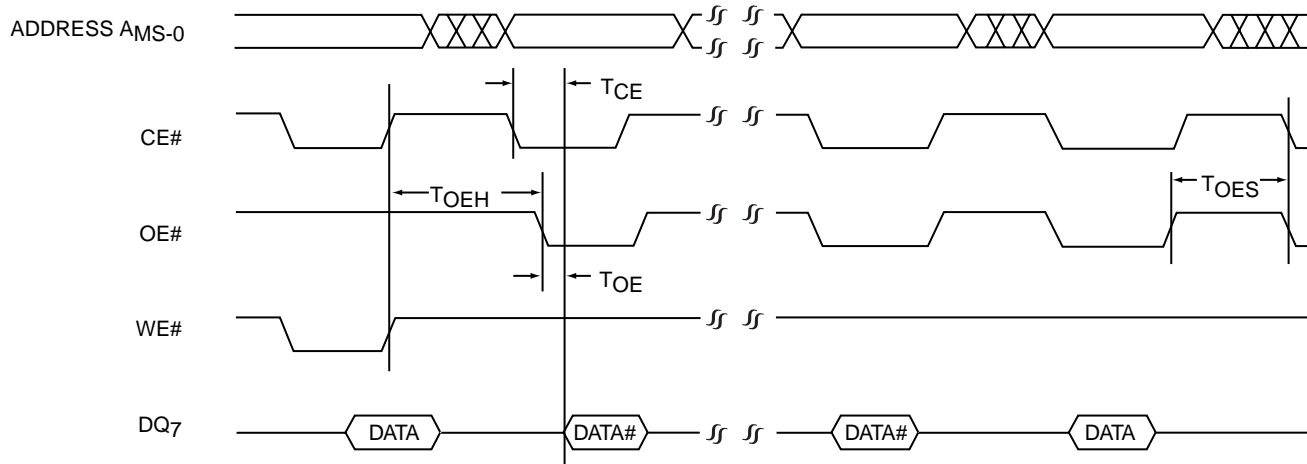 ADDRESS AMS-0
TCE
CE#
TOEH
TOES
OE#
TOE
WE#
DQ7
DATA
DATA#
DATA#
DATA